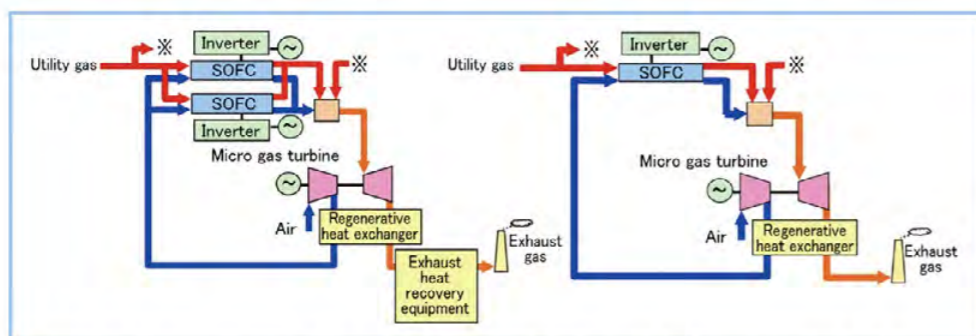 Utility gas
※
Inverter
~
SOFC
※
SOFC
Inverter
~
Micro gas turbine
~
Air
Regenerative
heat exchanger
Exhaust
heat
recovery
equipment
Exhaust
gas
Utility gas
※
Inverter
~
SOFC
※
Micro gas turbine
~
Air
Regenerative
heat exchanger
Exhaust
gas